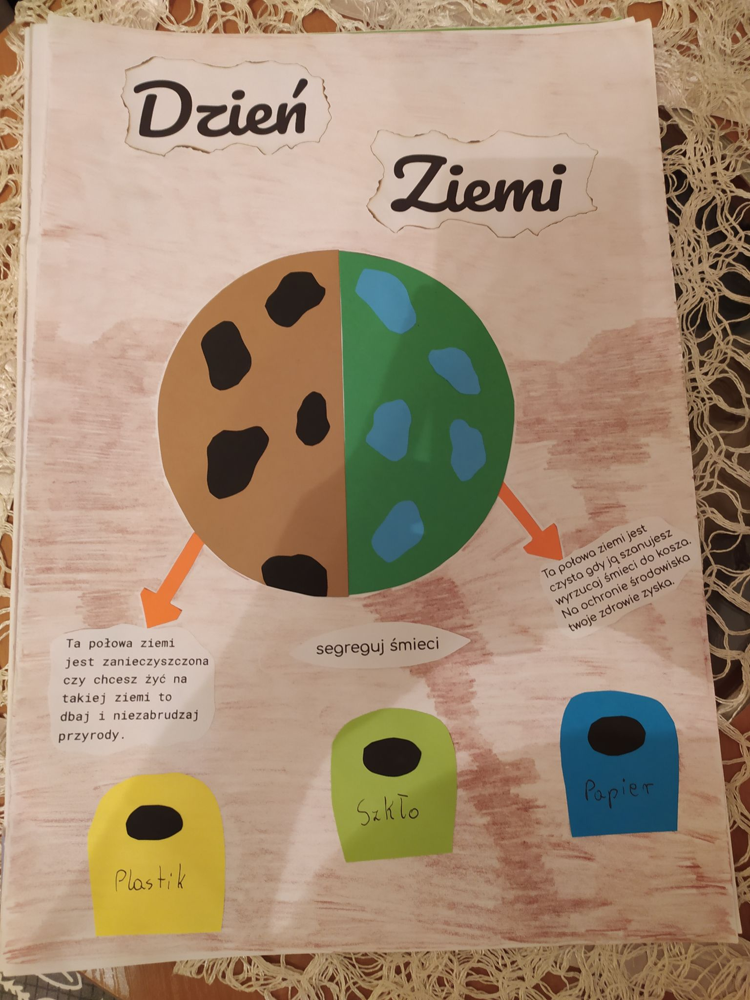 Dzień
Ziemi
Ta połowa ziemi jest
czysta gdy ją szanujesz
wyrzucaj śmieci do kosza.
Na ochronie środowiska
twoje zdrowie zyska.
Ta połowa ziemi
jest zanieczyszczona
czy chcesz żyć na
takiej ziemi to
dbaj i niezabrudzaj
przyrody.
segreguj śmieci
Plastik
Szkło
Papier